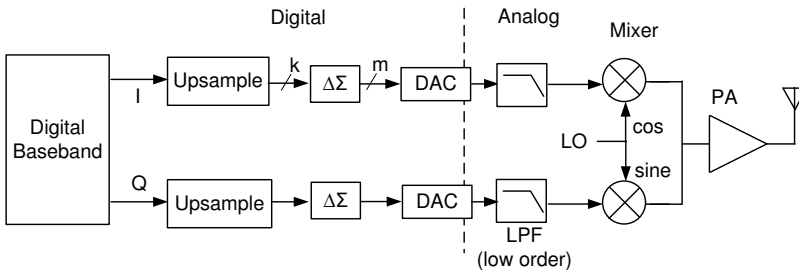 Digital
Analog
Mixer
Digital
Baseband
I
Upsample
k
ΔΣ
m
DAC
LO
cos
sine
PA
Q
Upsample
ΔΣ
DAC
LPF
(low order)